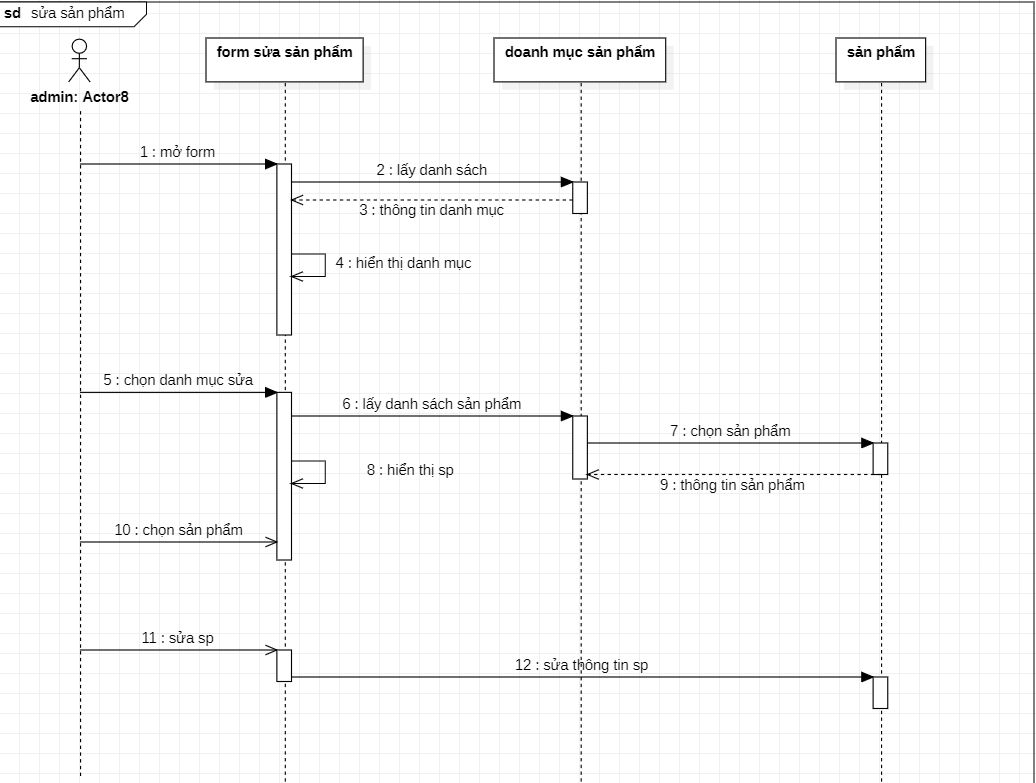 sd sửa sản phẩm
form sửa sản phẩm
doanh mục sản phẩm
sản phẩm
admin: Actor8
1 : mở form
2 : lấy danh sách
3 : thông tin danh mục
4 : hiển thị danh mục
5 : chọn danh mục sửa
6 : lấy danh sách sản phẩm
7 : chọn sản phẩm
8 : hiển thị sp
9 : thông tin sản phẩm
10 : chọn sản phẩm
11 : sửa sp
12 : sửa thông tin sp